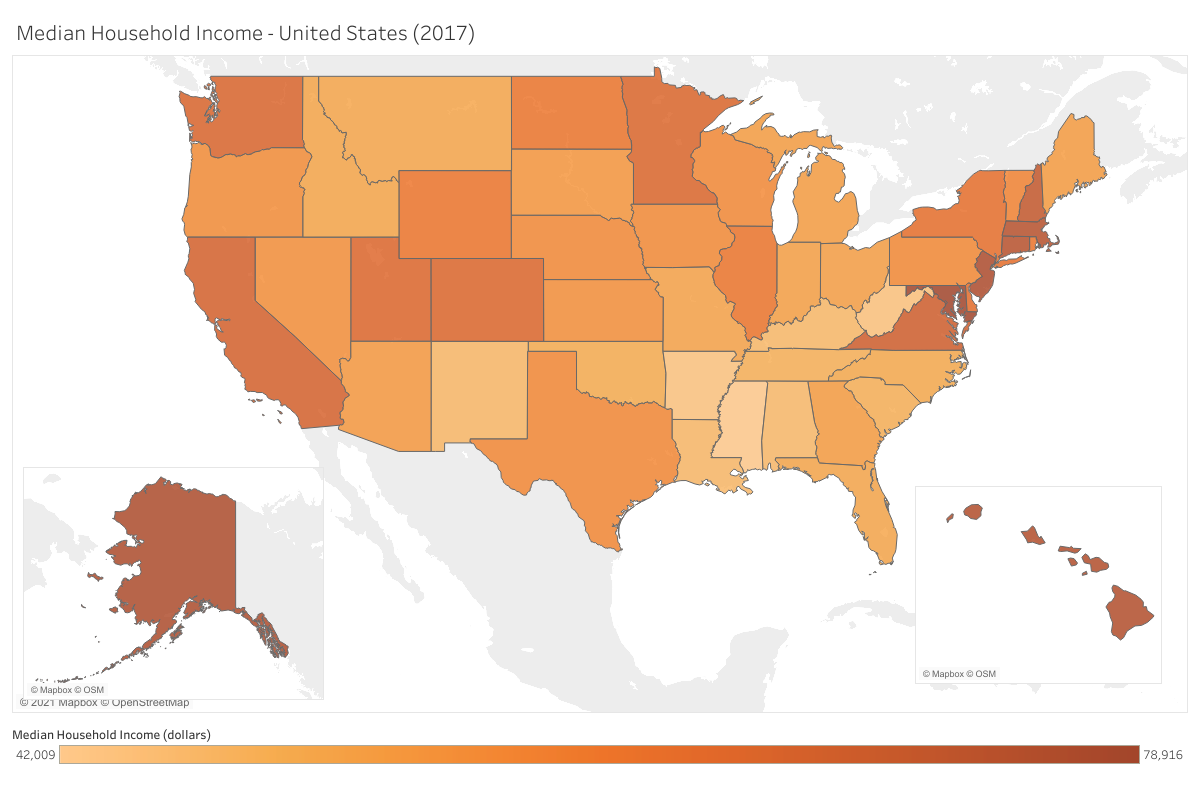 Median Household Income - United States (2017)
© Mapbox © OSM
© Mapbox © OSM
© 2021 Mapbox © OpenStreetMap
Median Household Income (dollars)
42,009
78,916